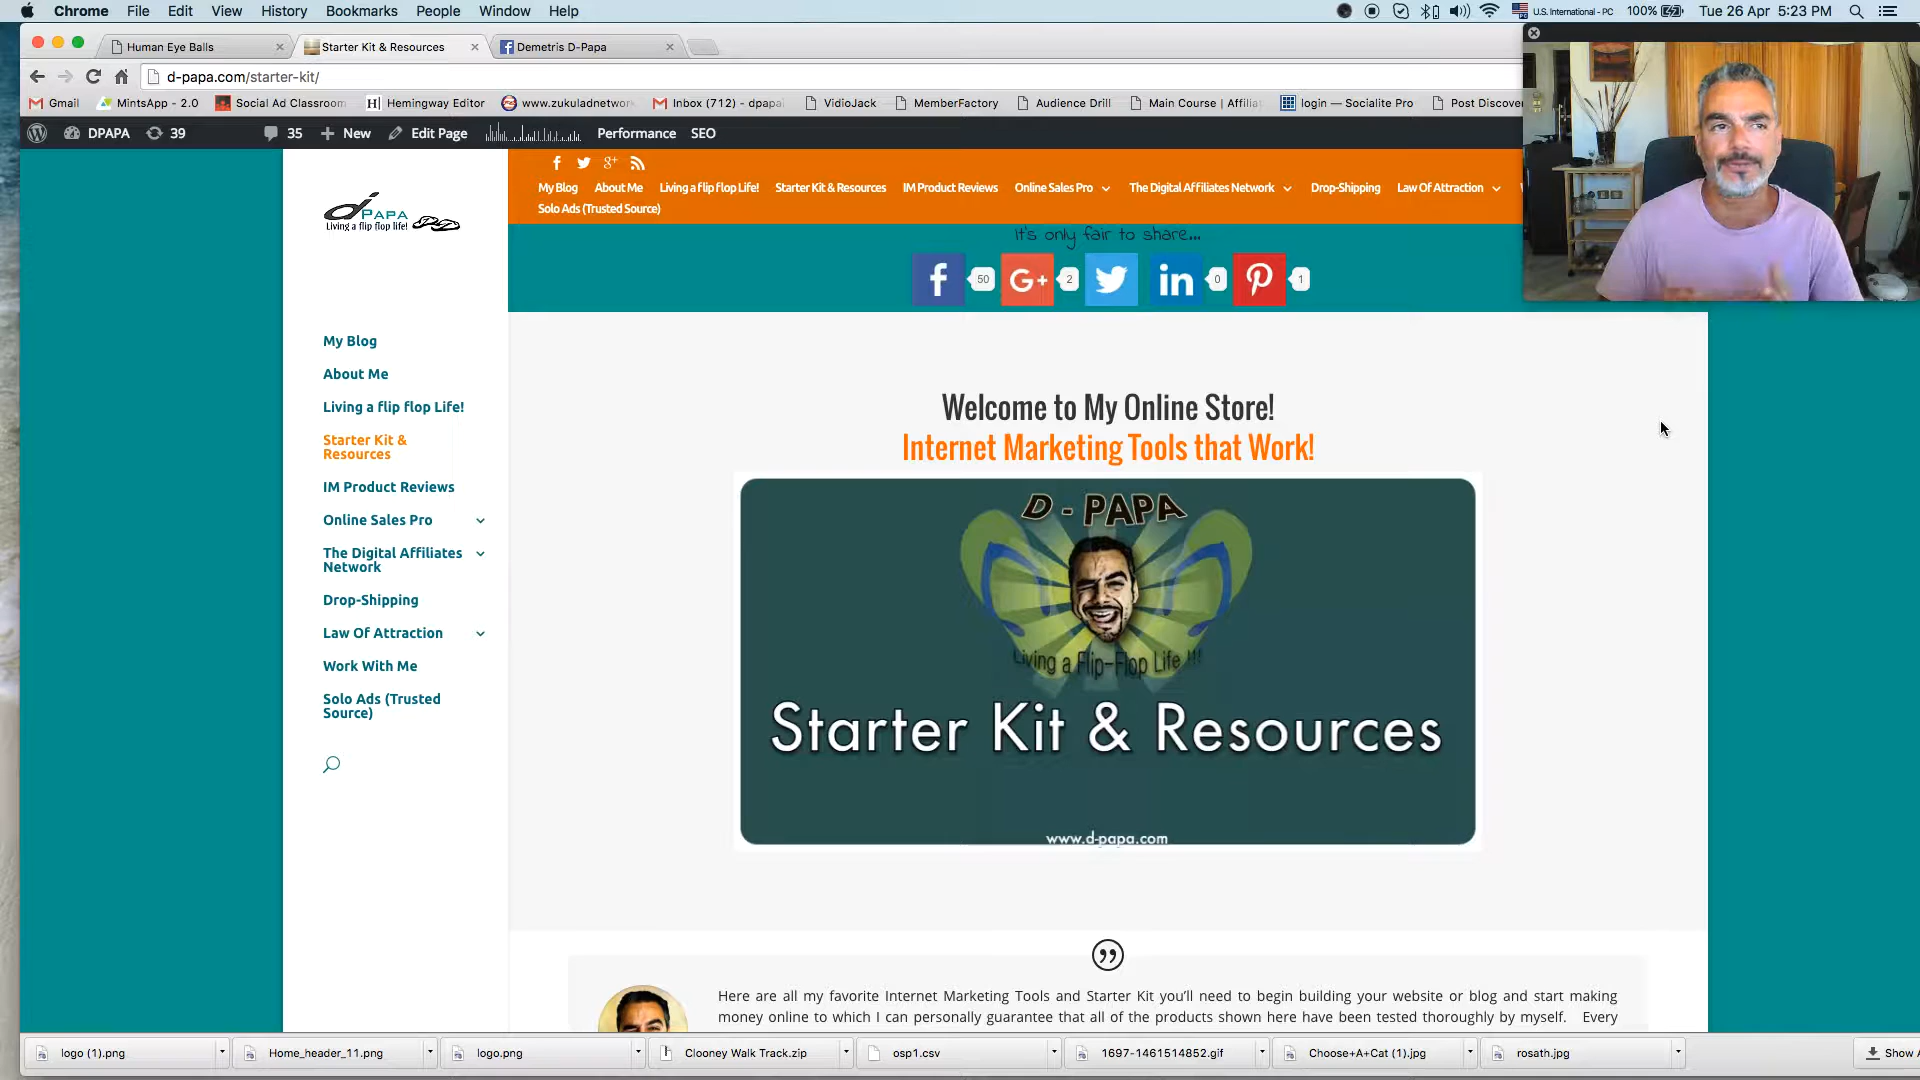 Chrome File Edit View History Bookmarks People Window Help
U.S. International - PC 100% Tue 26 Apr 5:23 PM
Human Eye Balls
Starter Kit & Resources
Demetris D-Papa
d-papa.com/starter-kit/
Gmail MintsApp - 2.0 Social Ad Classroom Hemingway Editor Inbox (712) - VidioJack MemberFactory Audience Drill Main Course | login — Socialite Pro Post
DPAPA 39 35 New Edit Page Performance SEO
My Blog About Me Living a flip flop Life! Starter Kit & Resources IM Product Reviews Online Sales Pro The Digital Affiliates Network Drop-Shipping Law Of Attraction
Solo Ads (Trusted Source)
It's only fair to share...
50 2 0 1
d PAPA
Living a flip flop life!
My Blog
About Me
Living a flip flop Life!
Starter Kit &
Resources
IM Product Reviews
Online Sales Pro
The Digital Affiliates
Network
Drop-Shipping
Law Of Attraction
Work With Me
Solo Ads (Trusted
Source)
Welcome to My Online Store!
Internet Marketing Tools that Work!
D - PAPA
Living a Flip-Flop Life !!!
Starter Kit & Resources
www.d-papa.com
Here are all my favorite Internet Marketing Tools and Starter Kit you'll need to begin building your website or blog and start making
money online to which I can personally guarantee that all of the products shown here have been tested thoroughly by myself. Every
logo (1).png Home_header_11.png logo.png Clooney Walk Track.zip osp1.csv 1697-1461514852.gif Choose+A+Cat (1).jpg rosath.jpg Show